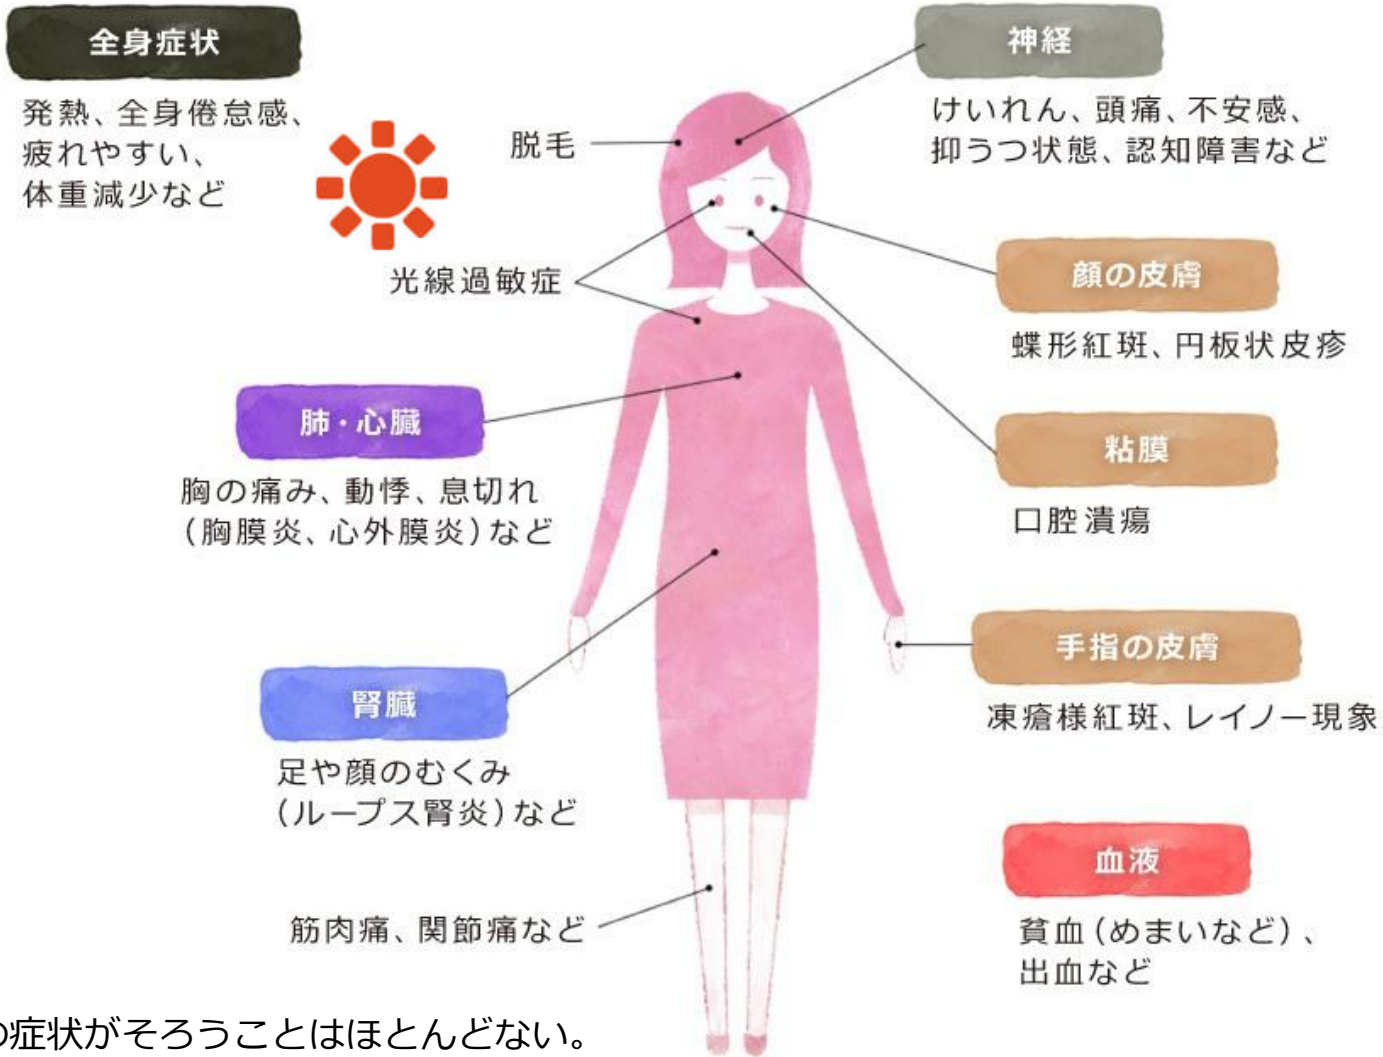 全身症状
発熱、全身倦怠感、
疲れやすい、
体重減少など
神経
けいれん、頭痛、不安感、
抑うつ状態、認知障害など
脱毛
光線過敏症
顔の皮膚
蝶形紅斑、円板状皮疹
肺・心臓
胸の痛み、動悸、息切れ
（胸膜炎、心外膜炎）など
粘膜
口腔潰瘍
手指の皮膚
凍瘡様紅斑、レイノー現象
腎臓
足や顔のむくみ
（ループス腎炎）など
血液
貧血（めまいなど）、
出血など
筋肉痛、関節痛など
の症状がそろうことはほとんどない。